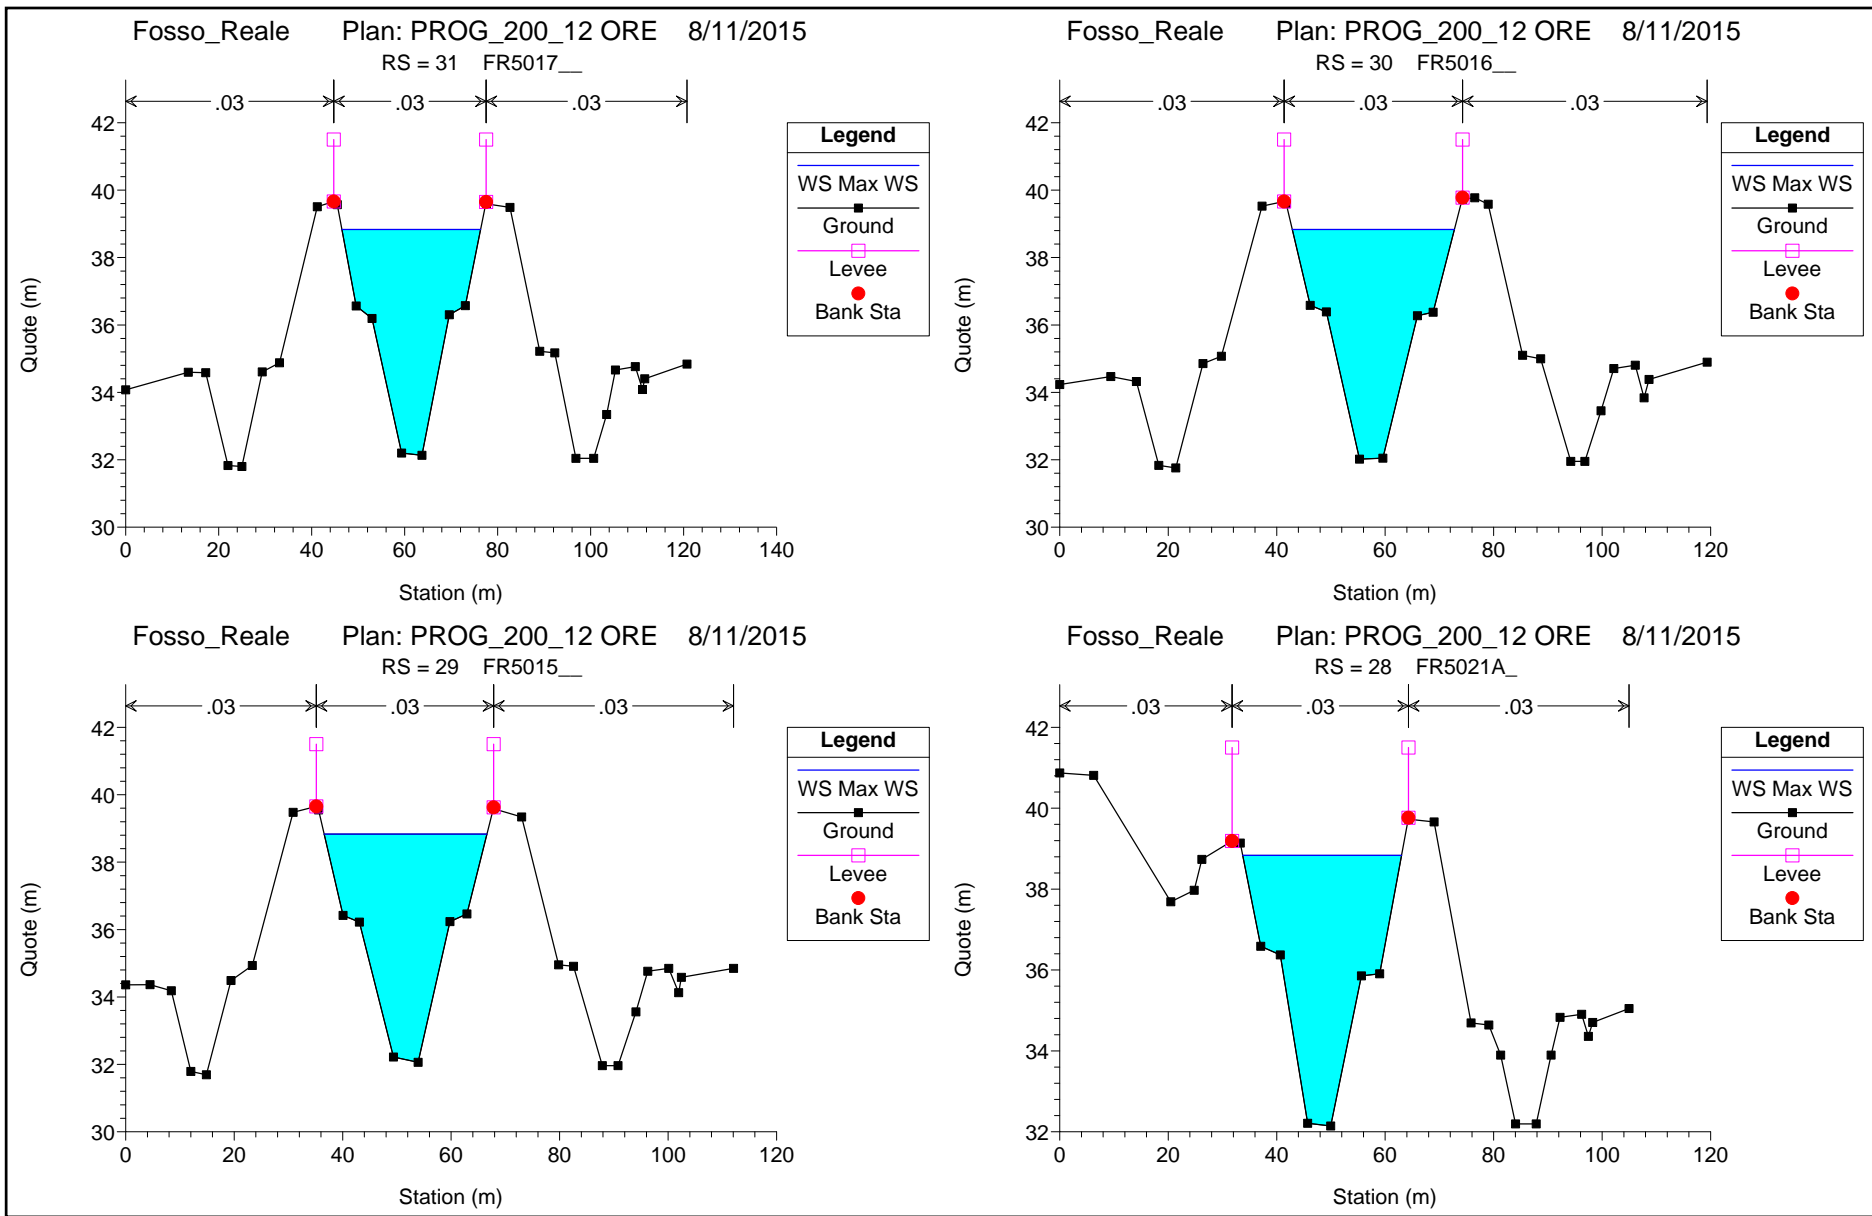 Fosso_Reale Plan: PROG_200_12 ORE 8/11/2015
RS = 31 FR5017__
.03 .03 .03
42
40
38
36
34
32
30
0 20 40 60 80 100 120 140
Quote (m)
Station (m)
Legend
WS Max WS
Ground
Levee
Bank Sta
Fosso_Reale Plan: PROG_200_12 ORE 8/11/2015
RS = 30 FR5016__
.03 .03 .03
42
40
38
36
34
32
30
0 20 40 60 80 100 120
Quote (m)
Station (m)
Legend
WS Max WS
Ground
Levee
Bank Sta
Fosso_Reale Plan: PROG_200_12 ORE 8/11/2015
RS = 29 FR5015__
.03 .03 .03
42
40
38
36
34
32
30
0 20 40 60 80 100 120
Quote (m)
Station (m)
Legend
WS Max WS
Ground
Levee
Bank Sta
Fosso_Reale Plan: PROG_200_12 ORE 8/11/2015
RS = 28 FR5021A_
.03 .03 .03
42
40
38
36
34
32
0 20 40 60 80 100 120
Quote (m)
Station (m)
Legend
WS Max WS
Ground
Levee
Bank Sta